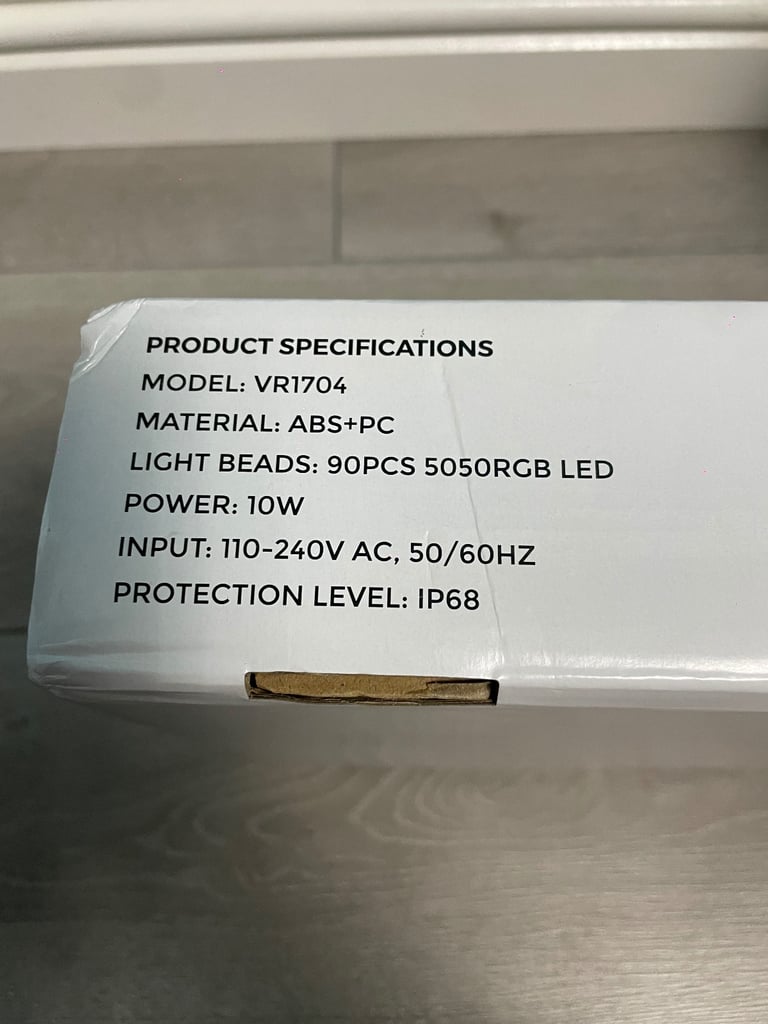 PRODUCT SPECIFICATIONS
MODEL: VR1704
MATERIAL: ABS+PC
LIGHT BEADS: 90PCS 5050RGB LED
POWER: 10W
INPUT: 110-240V AC, 50/60HZ
PROTECTION LEVEL: IP68